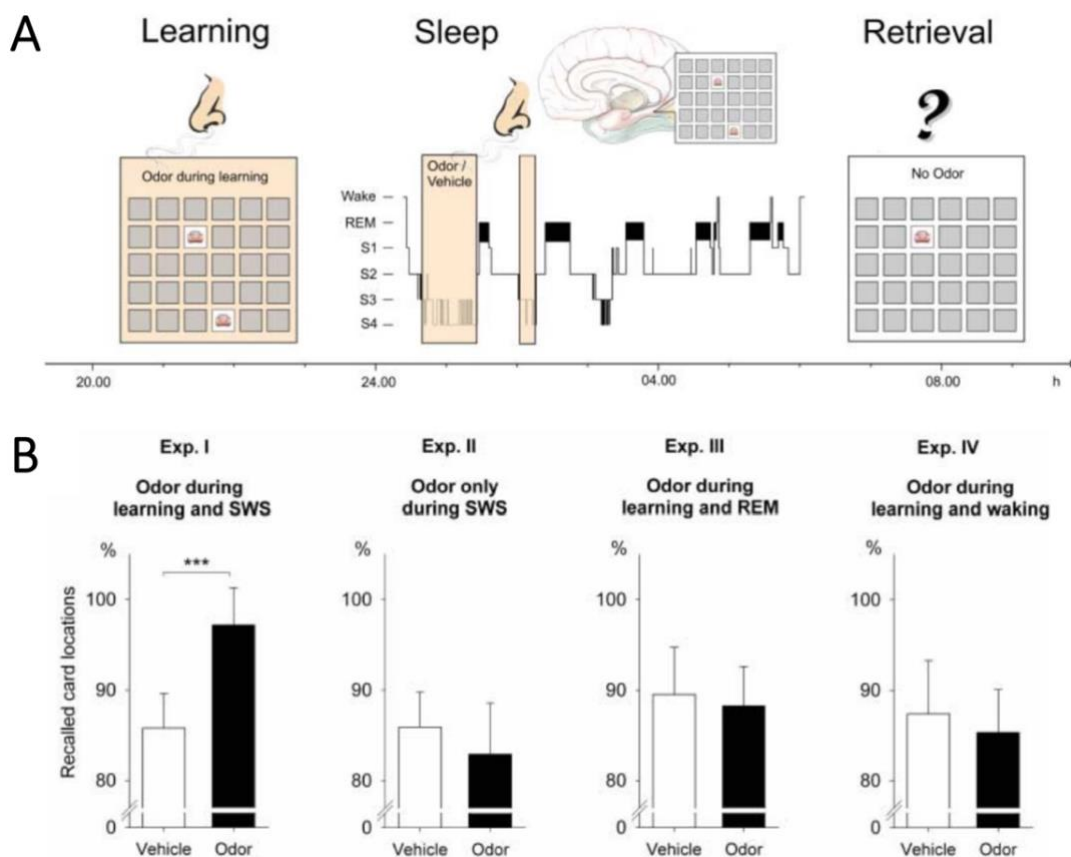 A
Learning
Sleep
Retrieval
?
Odor during learning
Odor /
Vehicle
No Odor
Wake
REM
S1
S2
S3
S4
20.00
24.00
04.00
08.00
h
B
Exp. I
Odor during
learning and SWS
Exp. II
Odor only
during SWS
Exp. III
Odor during
learning and REM
Exp. IV
Odor during
learning and waking
Recalled card locations
%
100
90
80
0
***
Vehicle
Odor
%
100
90
80
0
Vehicle
Odor
%
100
90
80
0
Vehicle
Odor
%
100
90
80
0
Vehicle
Odor